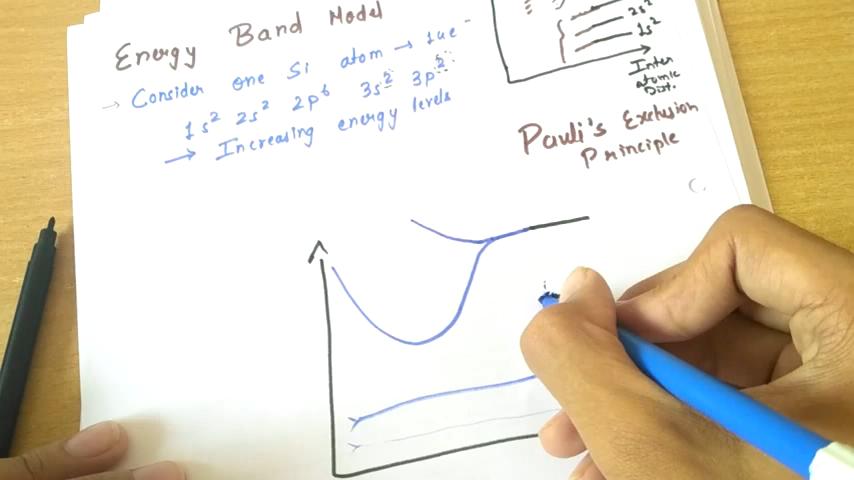 Energy Band Model
→ Consider one Si atom → 14e⁻
1s² 2s² 2p⁶ 3s² 3p²
→ Increasing energy levels
2s²
1s²
Inter
atomic
Dist.
Pauli's Exclusion
Principle